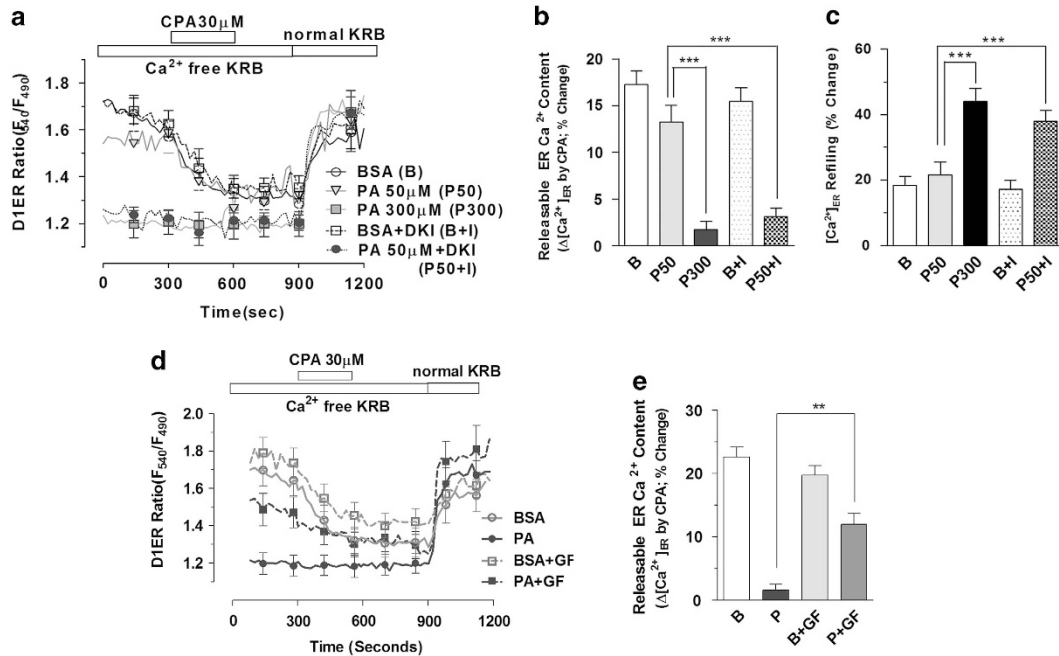 a
CPA30μM
normal KRB
Ca2+ free KRB
D1ER Ratio(F540/F490)
1.8
1.6
1.4
1.2
0
300
600
900
1200
Time(sec)
BSA (B)
PA 50μM (P50)
PA 300μM (P300)
BSA+DKI (B+I)
PA 50μM+DKI
(P50+I)
b
Releasable ER Ca 2+ Content
(Δ[Ca2+]ER by CPA; % Change)
20
15
10
5
0
***
***
B
P50
P300
B+I
P50+I
c
[Ca2+]ER Refiling (% Change)
60
40
20
0
***
***
B
P50
P300
B+I
P50+I
d
CPA 30μM
normal KRB
Ca2+ free KRB
D1ER Ratio(F540/F490)
2.0
1.8
1.6
1.4
1.2
0
300
600
900
1200
Time (Seconds)
BSA
PA
BSA+GF
PA+GF
e
Releasable ER Ca 2+ Content
(Δ[Ca2+]ER by CPA; % Change)
30
20
10
0
**
B
P
B+GF
P+GF